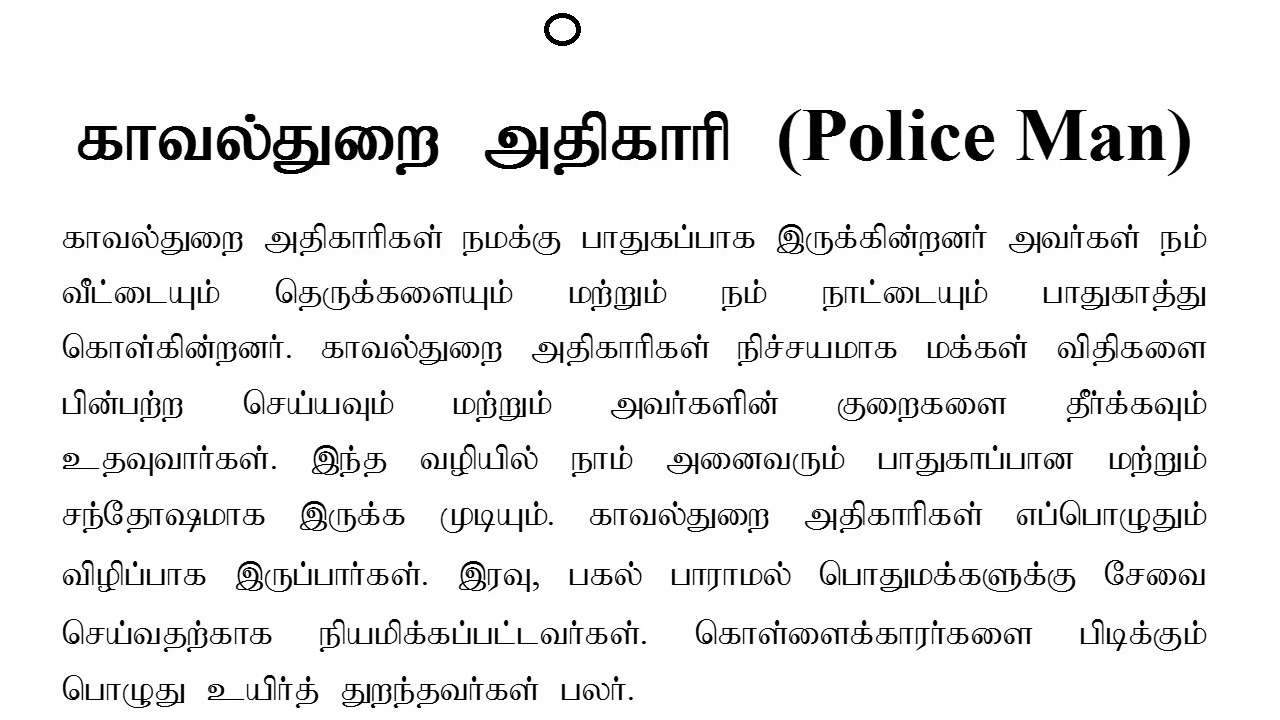 காவல்துறை அதிகாரி (Police Man)
காவல்துறை அதிகாரிகள் நமக்கு பாதுகப்பாக இருக்கின்றனர் அவர்கள் நம்
வீட்டையும் தெருக்களையும் மற்றும் நம் நாட்டையும் பாதுகாத்து
கொள்கின்றனர். காவல்துறை அதிகாரிகள் நிச்சயமாக மக்கள் விதிகளை
பின்பற்ற செய்யவும் மற்றும் அவர்களின் குறைகளை தீர்க்கவும்
உதவுவார்கள். இந்த வழியில் நாம் அனைவரும் பாதுகாப்பான மற்றும்
சந்தோஷமாக இருக்க முடியும். காவல்துறை அதிகாரிகள் எப்பொழுதும்
விழிப்பாக இருப்பார்கள். இரவு, பகல் பாராமல் பொதுமக்களுக்கு சேவை
செய்வதற்காக நியமிக்கப்பட்டவர்கள். கொள்ளைக்காரர்களை பிடிக்கும்
பொழுது உயிர்த் துறந்தவர்கள் பலர்.